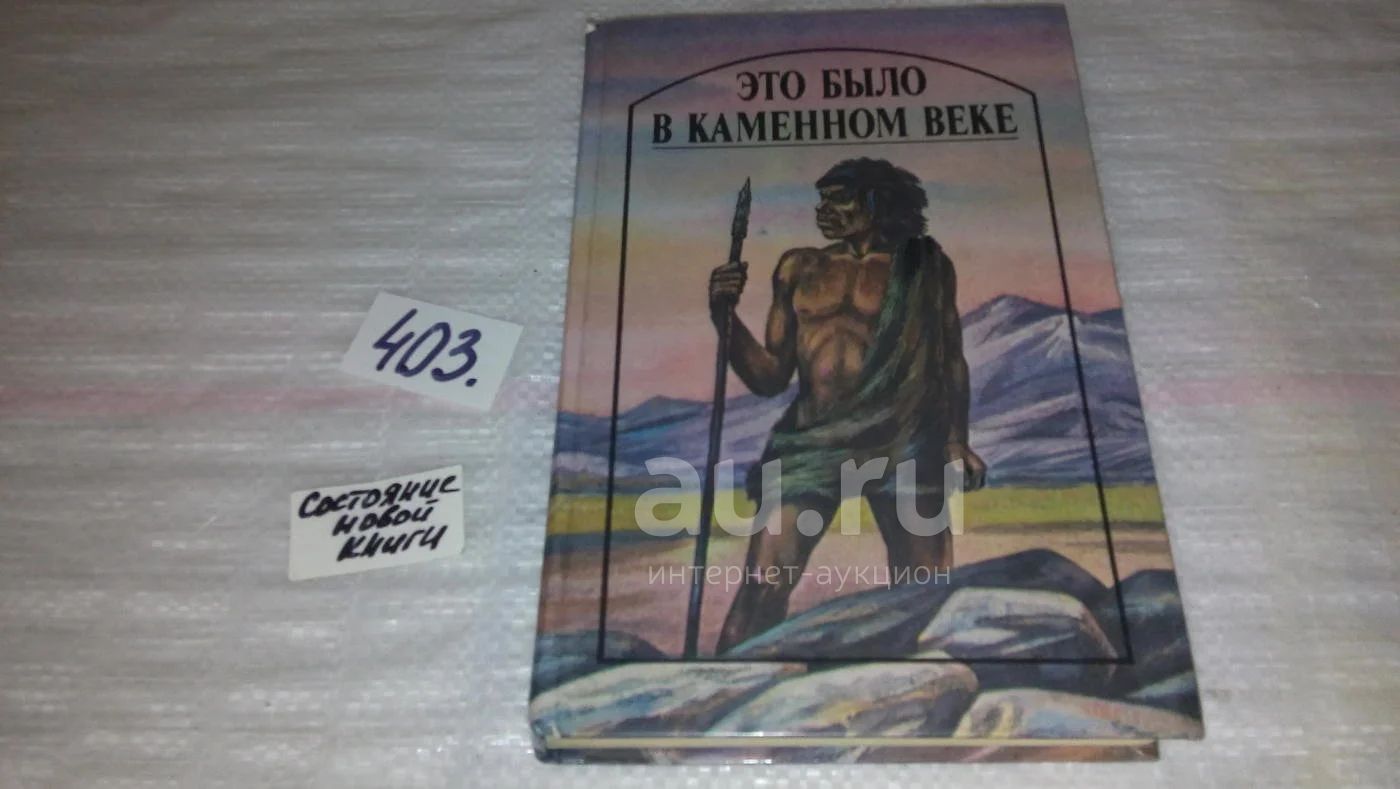 ЭТО БЫЛО
В КАМЕННОМ ВЕКЕ
403.
Состояние
новой
книги
au.ru
интернет-аукцион